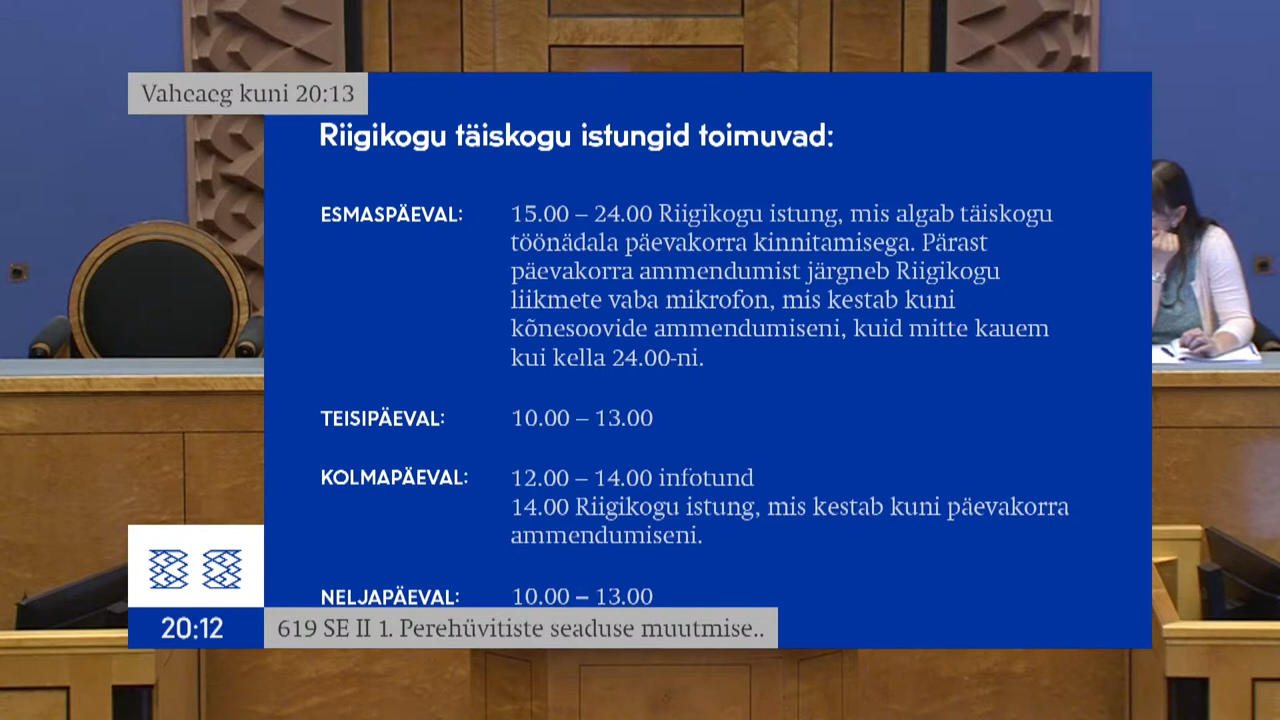 Vaheaeg kuni 20:13
Riigikogu täiskogu istungid toimuvad:
ESMASPÄEVAL:
15.00 – 24.00 Riigikogu istung, mis algab täiskogu
töönädala päevakorra kinnitamisega. Pärast
päevakorra ammendumist järgneb Riigikogu
liikmete vaba mikrofon, mis kestab kuni
kõnesoovide ammendumiseni, kuid mitte kauem
kui kella 24.00-ni.
TEISIPÄEVAL:
10.00 – 13.00
KOLMAPÄEVAL:
12.00 – 14.00 infotund
14.00 Riigikogu istung, mis kestab kuni päevakorra
ammendumiseni.
NELJAPÄEVAL:
10.00 – 13.00
20:12
619 SE II 1. Perehüvitiste seaduse muutmise..